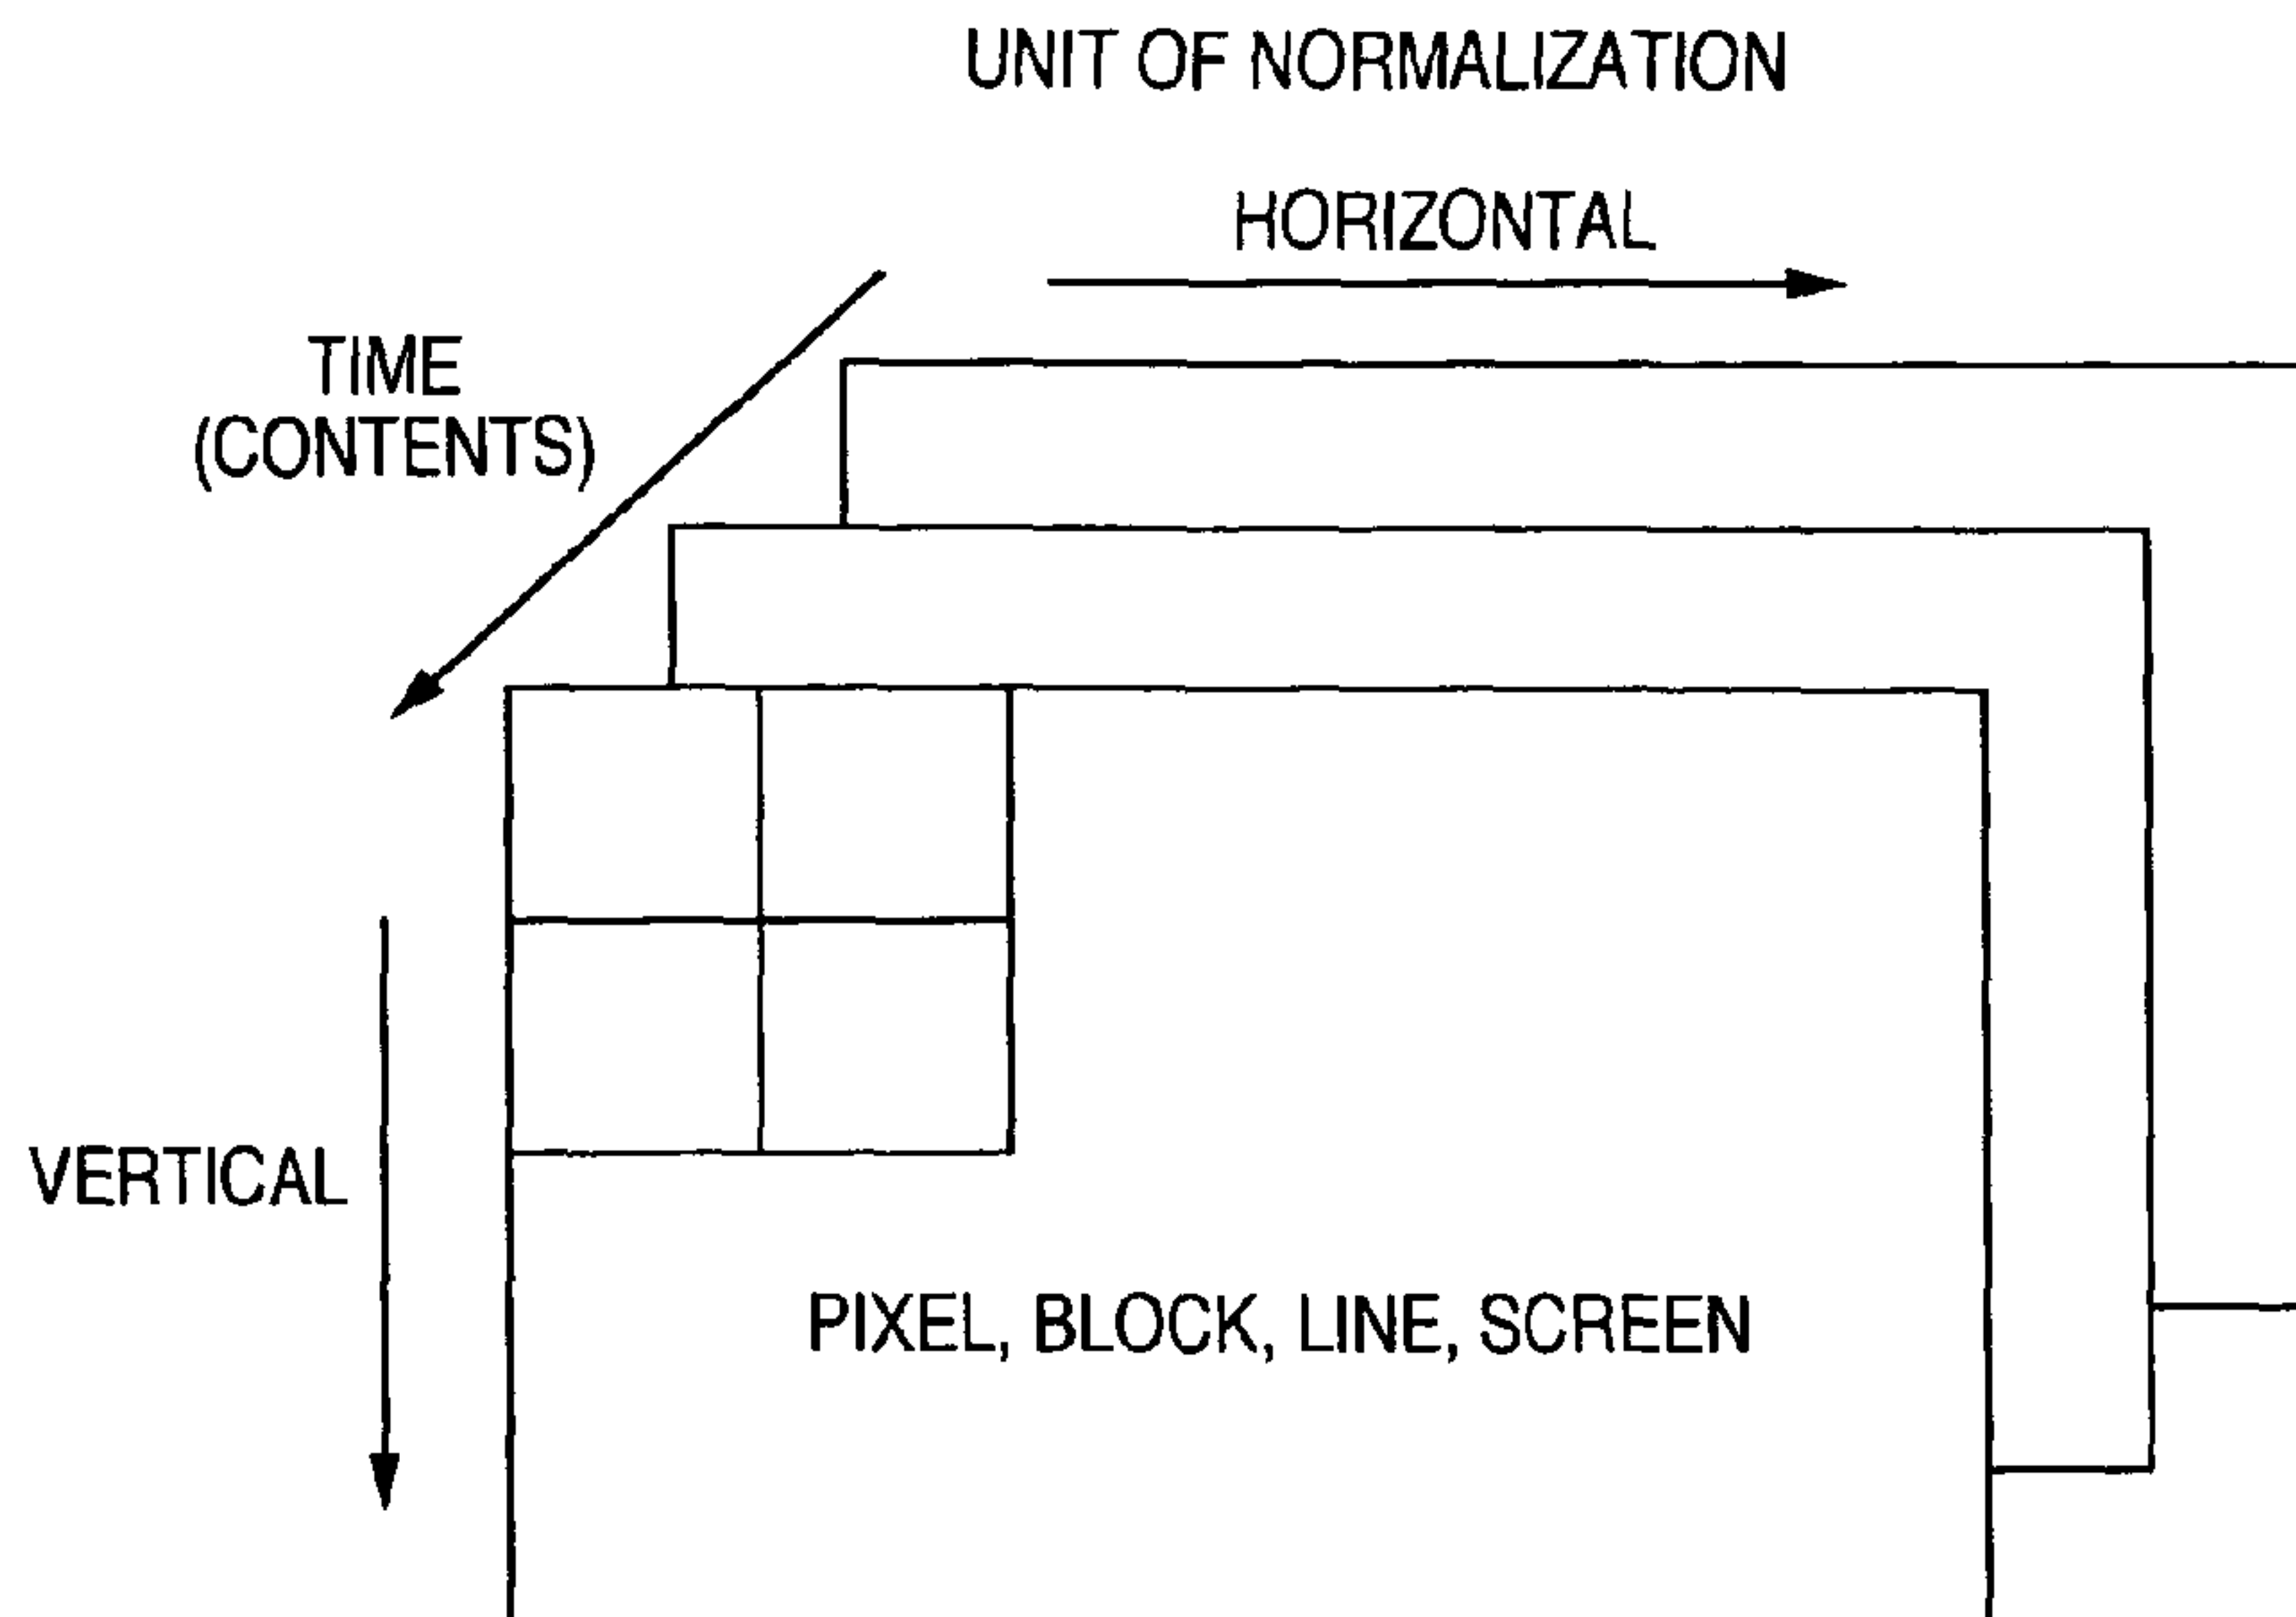 UNIT OF NORMALIZATION
HORIZONTAL
TIME
(CONTENTS)
VERTICAL
PIXEL, BLOCK, LINE, SCREEN